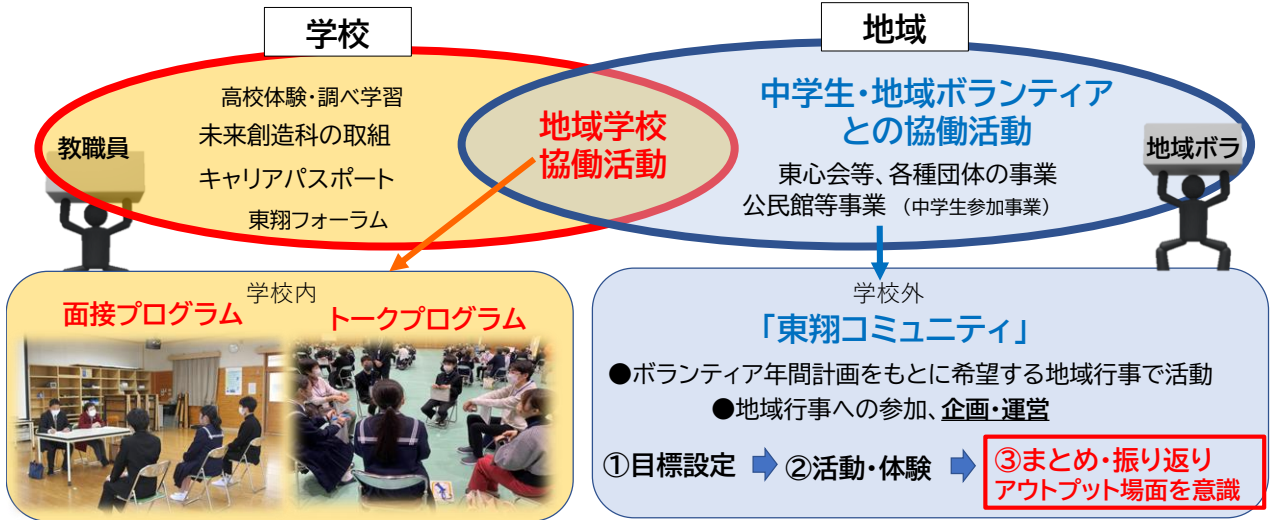 学校
地域
高校体験・調べ学習
未来創造科の取組
キャリアパスポート
東翔フォーラム
教職員
地域学校
協働活動
中学生・地域ボランティア
との協働活動
東心会等、各種団体の事業
公民館等事業 （中学生参加事業）
地域ボラ
学校内
面接プログラム
トークプログラム
学校外
「東翔コミュニティ」
●ボランティア年間計画をもとに希望する地域行事で活動
●地域行事への参加、企画・運営
①目標設定
②活動・体験
③まとめ・振り返り
アウトプット場面を意識